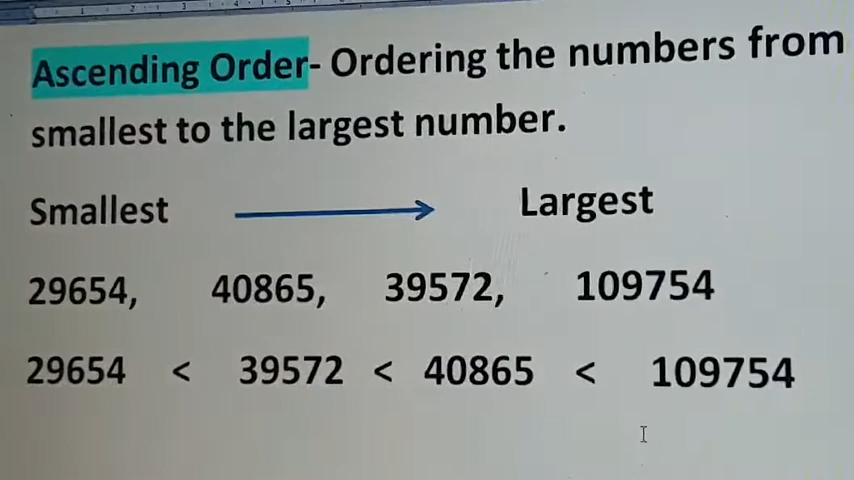 Ascending Order- Ordering the numbers from
smallest to the largest number.
Smallest Largest
29654, 40865, 39572, 109754
29654 < 39572 < 40865 < 109754